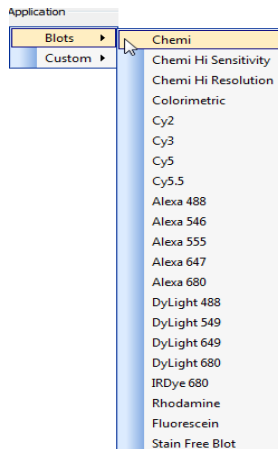 Application
Blots
Custom
Chemi
Chemi Hi Sensitivity
Chemi Hi Resolution
Colorimetric
Cy2
Cy3
Cy5
Cy5.5
Alexa 488
Alexa 546
Alexa 555
Alexa 647
Alexa 680
DyLight 488
DyLight 549
DyLight 649
DyLight 680
IRDye 680
Rhodamine
Fluorescein
Stain Free Blot